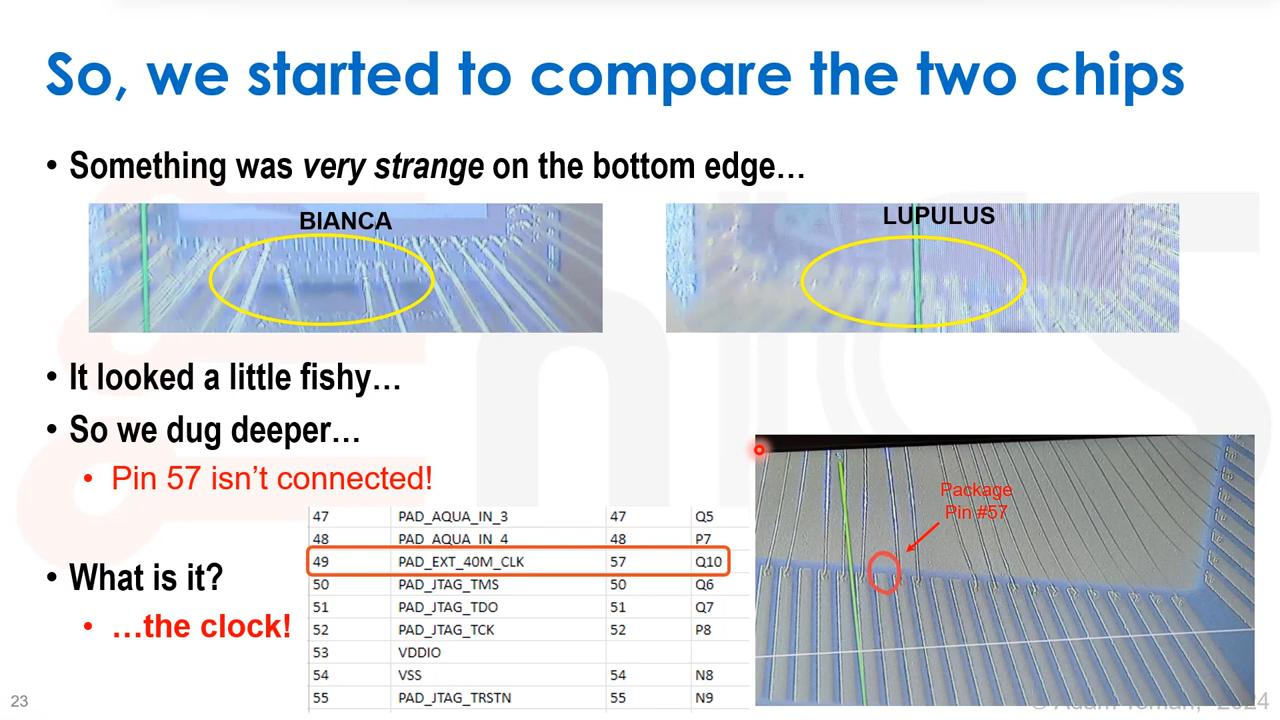 So, we started to compare the two chips
• Something was very strange on the bottom edge…
BIANCA
LUPULUS
• It looked a little fishy…
• So we dug deeper…
• Pin 57 isn’t connected!
Package
Pin #57
47 PAD_AQUA_IN_3 47 Q5
48 PAD_AQUA_IN_4 48 P7
49 PAD_EXT_40M_CLK 57 Q10
50 PAD_JTAG_TMS 50 Q6
51 PAD_JTAG_TDO 51 Q7
52 PAD_JTAG_TCK 52 P8
53 VDDIO
54 VSS 54 N8
55 PAD_JTAG_TRSTN 55 N9
• What is it?
• …the clock!
23
2024